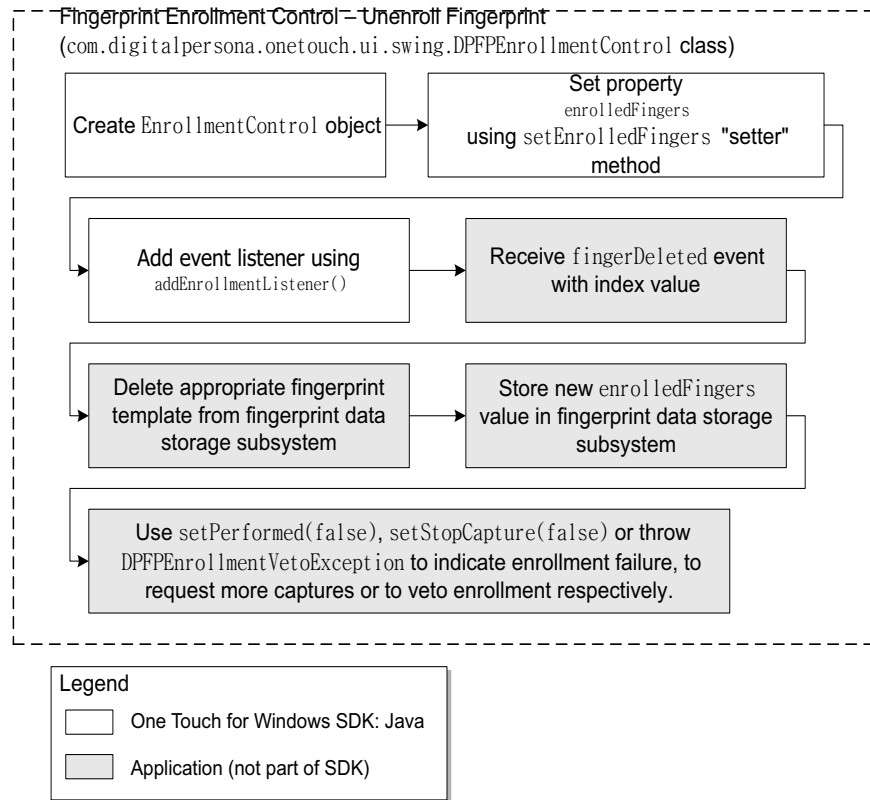 Fingerprint Enrollment Control – Unenroll Fingerprint
(com.digitalpersona.onetouch.ui.swing.DPFPEnrollmentControl class)
Create EnrollmentControl object
Set property
enrolledFingers
using setEnrolledFingers "setter"
method
Add event listener using
addEnrollmentListener()
Receive fingerDeleted event
with index value
Delete appropriate fingerprint
template from fingerprint data
storage subsystem
Store new enrolledFingers
value in fingerprint data storage
subsystem
Use setPerformed(false), setStopCapture(false) or throw
DPFPEnrollmentVetoException to indicate enrollment failure, to
request more captures or to veto enrollment respectively.
Legend
One Touch for Windows SDK: Java
Application (not part of SDK)